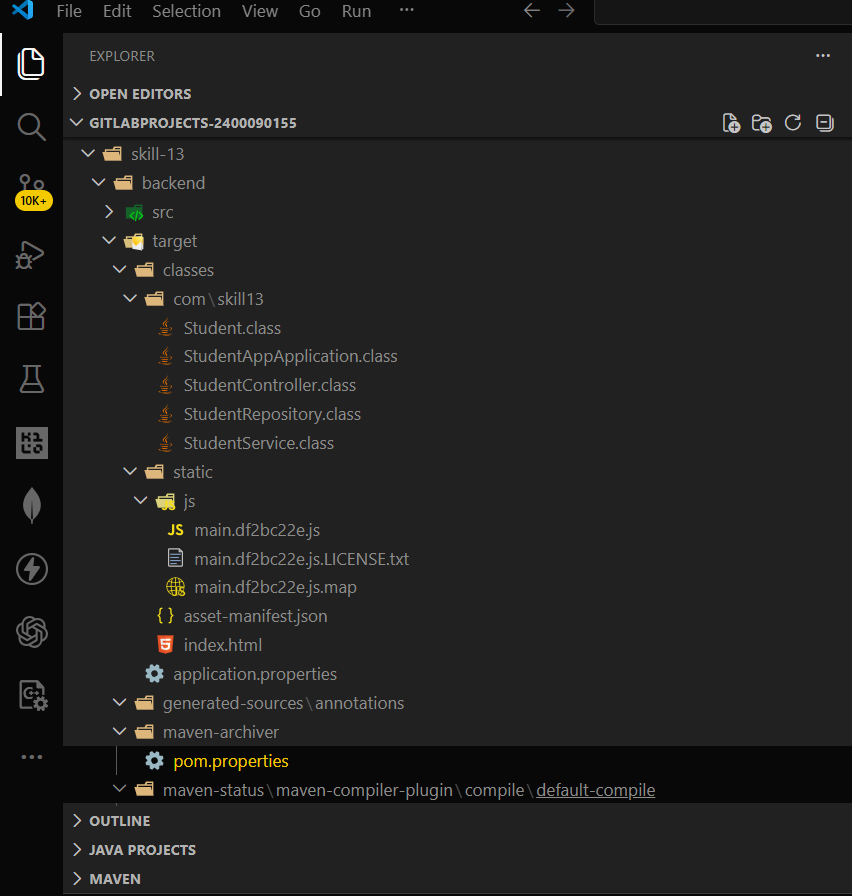 File Edit Selection View Go Run ···
EXPLORER ···
OPEN EDITORS
GITLABPROJECTS-2400090155
skill-13
backend
10K+
src
target
classes
com\skill13
Student.class
StudentAppApplication.class
StudentController.class
StudentRepository.class
StudentService.class
static
js
JS main.df2bc22e.js
main.df2bc22e.js.LICENSE.txt
main.df2bc22e.js.map
{ } asset-manifest.json
index.html
application.properties
generated-sources\annotations
maven-archiver
pom.properties
maven-status\maven-compiler-plugin\compile\default-compile
OUTLINE
JAVA PROJECTS
MAVEN